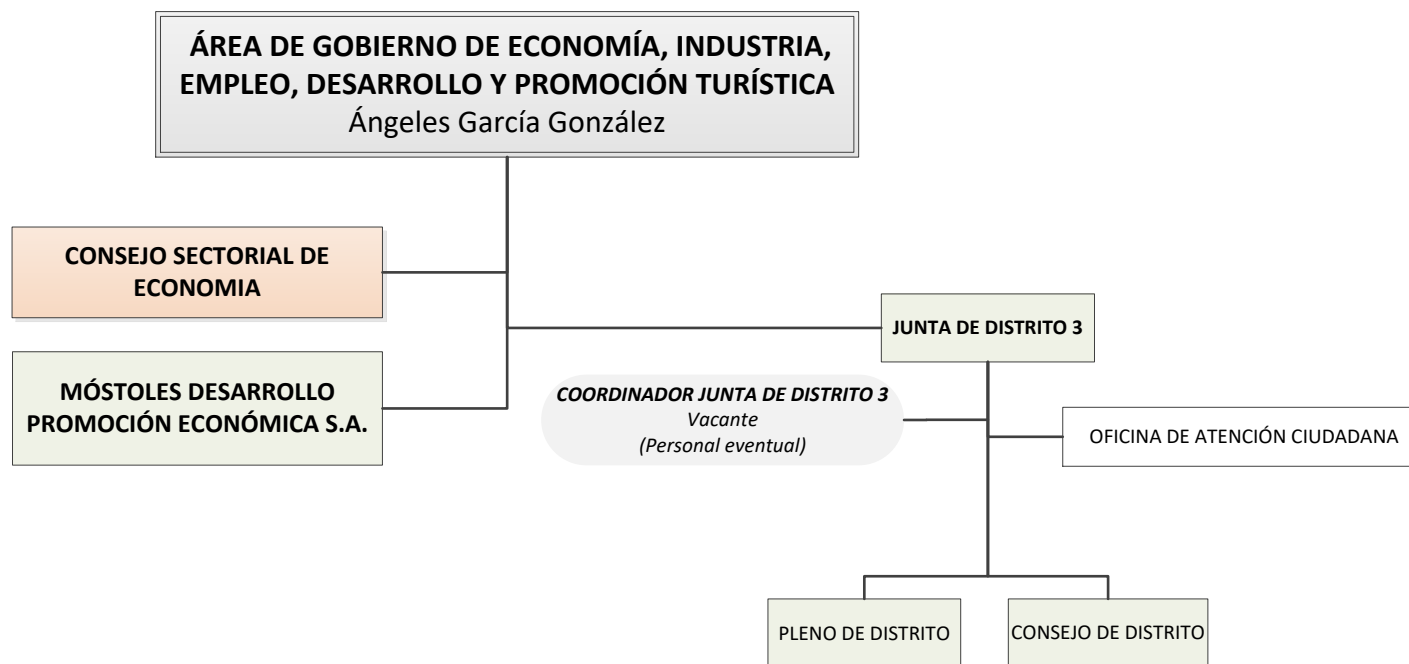 ÁREA DE GOBIERNO DE ECONOMÍA, INDUSTRIA,
EMPLEO, DESARROLLO Y PROMOCIÓN TURÍSTICA
Ángeles García González
CONSEJO SECTORIAL DE
ECONOMIA
MÓSTOLES DESARROLLO
PROMOCIÓN ECONÓMICA S.A.
JUNTA DE DISTRITO 3
COORDINADOR JUNTA DE DISTRITO 3
Vacante
(Personal eventual)
OFICINA DE ATENCIÓN CIUDADANA
PLENO DE DISTRITO
CONSEJO DE DISTRITO